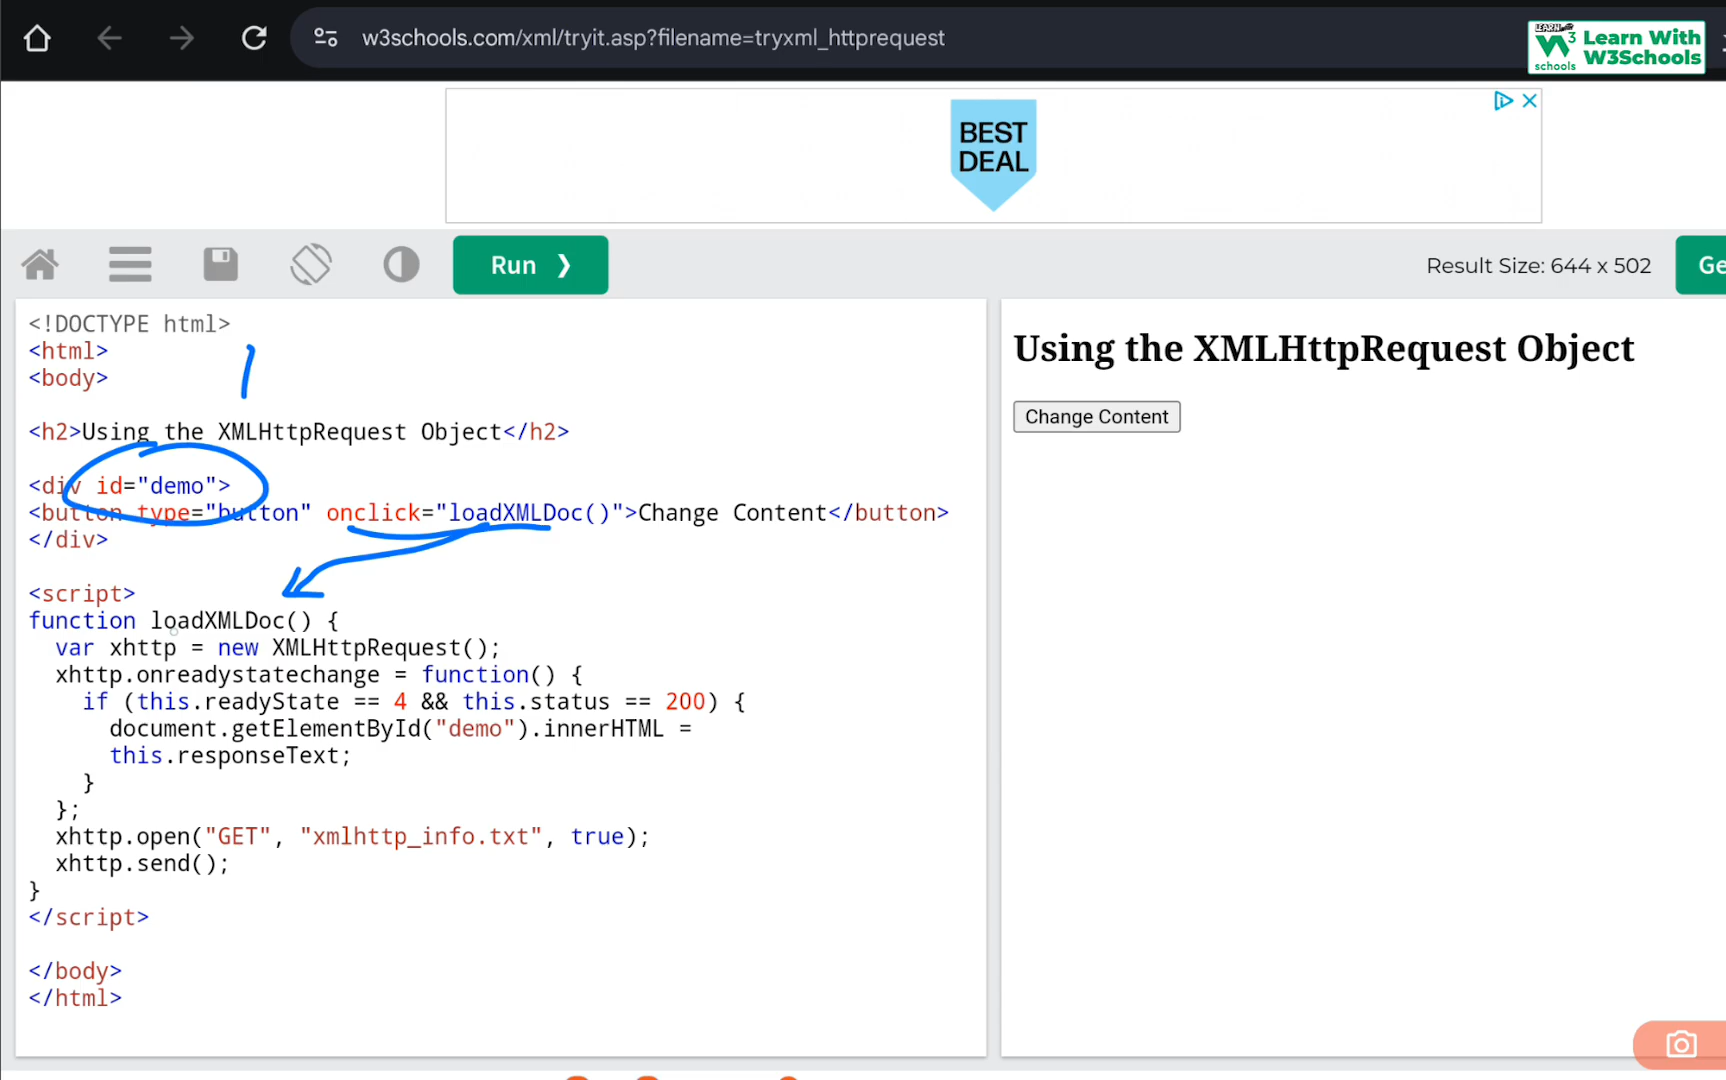 w3schools.com/xml/tryit.asp?filename=tryxml_httprequest
LEARN
W3
schools
Learn With
W3Schools
BEST
DEAL
Run ❯
Result Size: 644 x 502
Ge
<!DOCTYPE html>
<html>
<body>
<h2>Using the XMLHttpRequest Object</h2>
<div id="demo">
<button type="button" onclick="loadXMLDoc()">Change Content</button>
</div>
<script>
function loadXMLDoc() {
  var xhttp = new XMLHttpRequest();
  xhttp.onreadystatechange = function() {
    if (this.readyState == 4 && this.status == 200) {
      document.getElementById("demo").innerHTML =
      this.responseText;
    }
  };
  xhttp.open("GET", "xmlhttp_info.txt", true);
  xhttp.send();
}
</script>
</body>
</html>
Using the XMLHttpRequest Object
Change Content